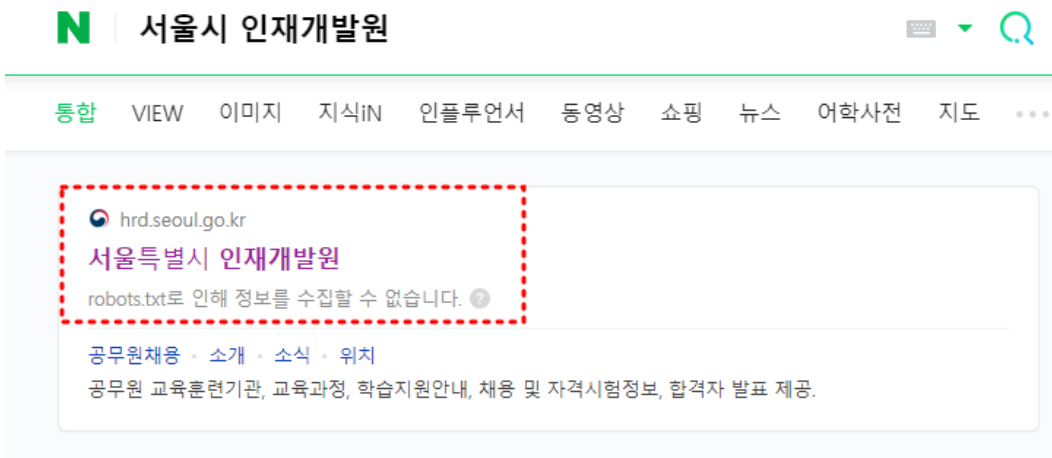 N 서울시 인재개발원
통합 VIEW 이미지 지식iN 인플루언서 동영상 쇼핑 뉴스 어학사전 지도
hrd.seoul.go.kr
서울특별시 인재개발원
robots.txt로 인해 정보를 수집할 수 없습니다. ?
공무원채용 · 소개 · 소식 · 위치
공무원 교육훈련기관, 교육과정, 학습지원안내, 채용 및 자격시험정보, 합격자 발표 제공.